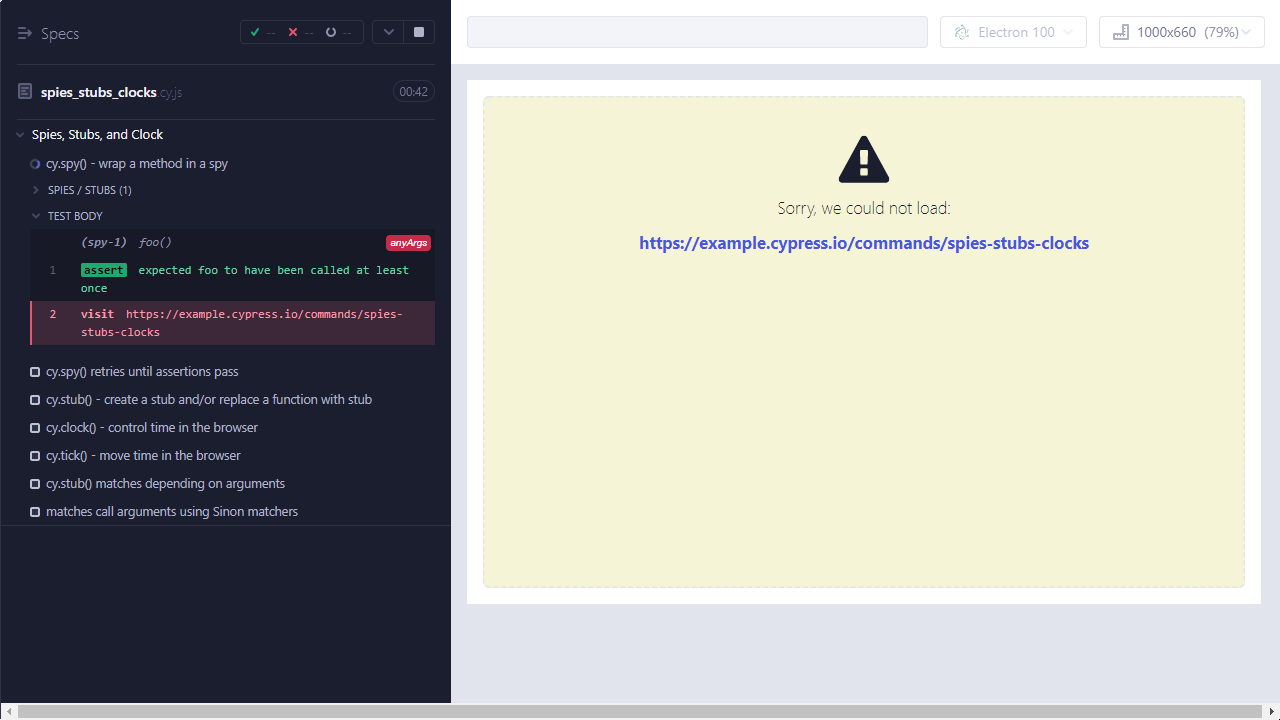 Specs
-- -- --
spies_stubs_clocks cy.js 00:42
Spies, Stubs, and Clock
cy.spy() - wrap a method in a spy
SPIES / STUBS (1)
TEST BODY
(spy-1) foo() anyArgs
1 assert expected foo to have been called at least
once
2 visit https://example.cypress.io/commands/spies-
stubs-clocks
cy.spy() retries until assertions pass
cy.stub() - create a stub and/or replace a function with stub
cy.clock() - control time in the browser
cy.tick() - move time in the browser
cy.stub() matches depending on arguments
matches call arguments using Sinon matchers
Electron 100
1000x660 (79%)
Sorry, we could not load:
https://example.cypress.io/commands/spies-stubs-clocks